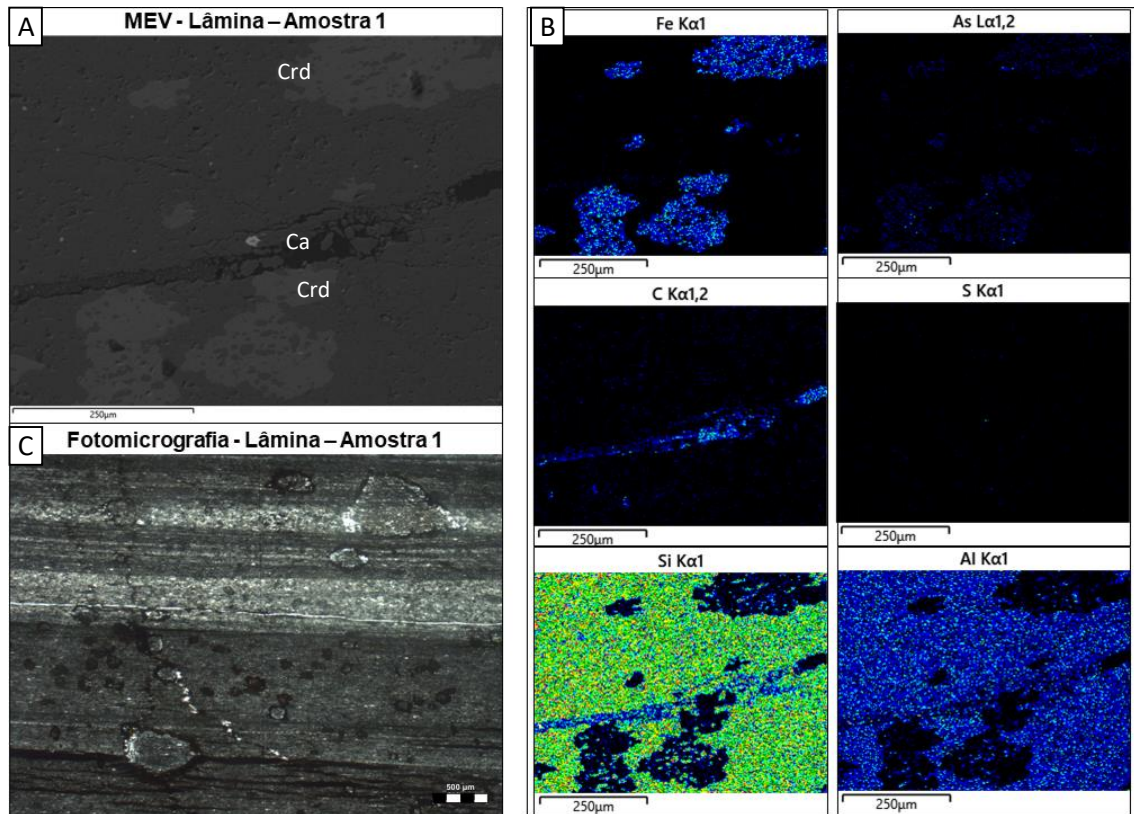 A
MEV - Lâmina – Amostra 1
Crd
Ca
Crd
250µm
B
Fe Kα1
250µm
As Lα1,2
250µm
C Kα1,2
250µm
S Kα1
250µm
Si Kα1
250µm
Al Kα1
250µm
C
Fotomicrografia - Lâmina – Amostra 1
500 µm